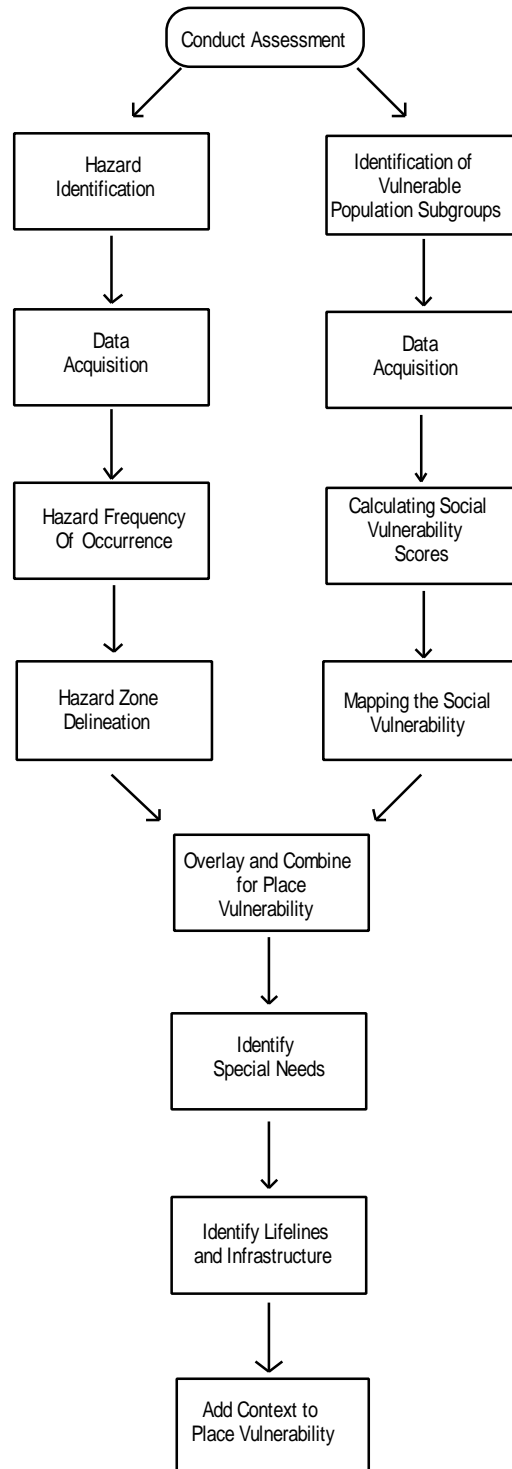 Conduct Assessment
Hazard
Identification
Identification of
Vulnerable
Population Subgroups
Data
Acquisition
Data
Acquisition
Hazard Frequency
Of Occurrence
Calculating Social
Vulnerability
Scores
Hazard Zone
Delineation
Mapping the Social
Vulnerability
Overlay and Combine
for Place
Vulnerability
Identify
Special Needs
Identify Lifelines
and Infrastructure
Add Context to
Place Vulnerability